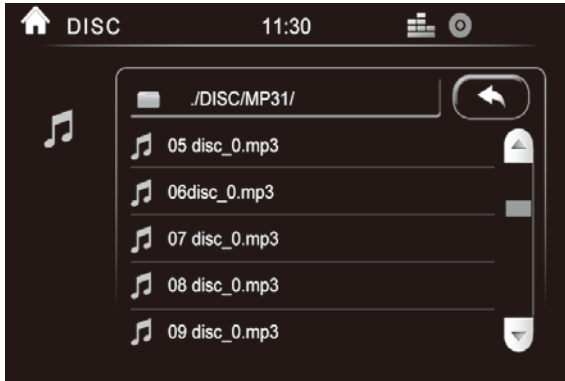 DISC 11:30
./DISC/MP31/
05 disc_0.mp3
06disc_0.mp3
07 disc_0.mp3
08 disc_0.mp3
09 disc_0.mp3